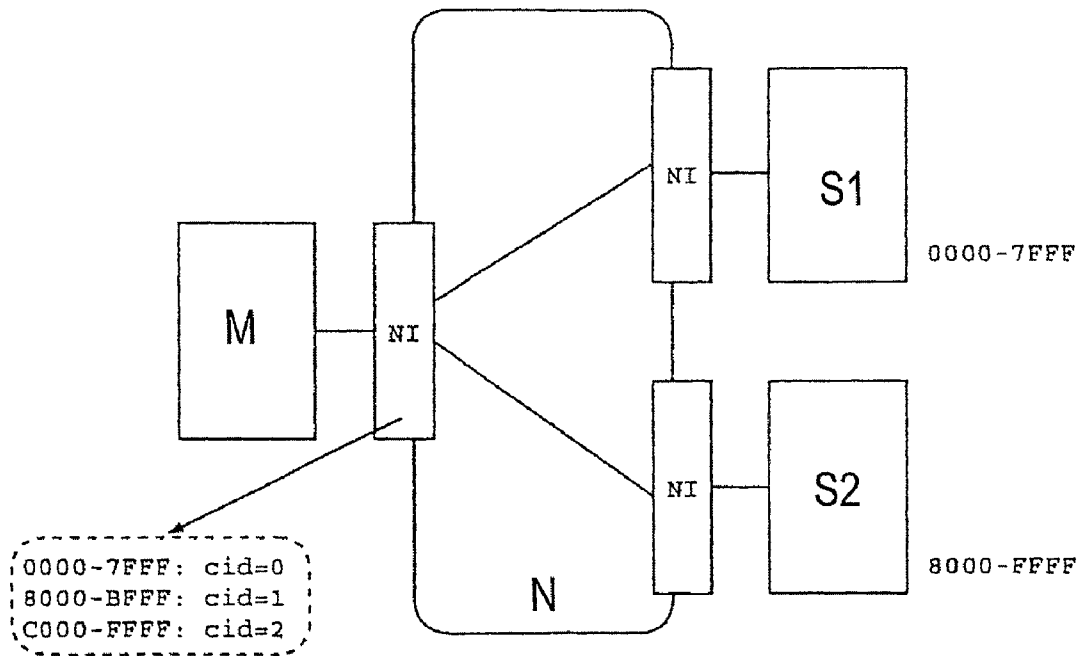 NI
S1
0000-7FFF
M
NI
NI
S2
8000-FFFF
0000-7FFF: cid=0
8000-BFFF: cid=1
C000-FFFF: cid=2
N